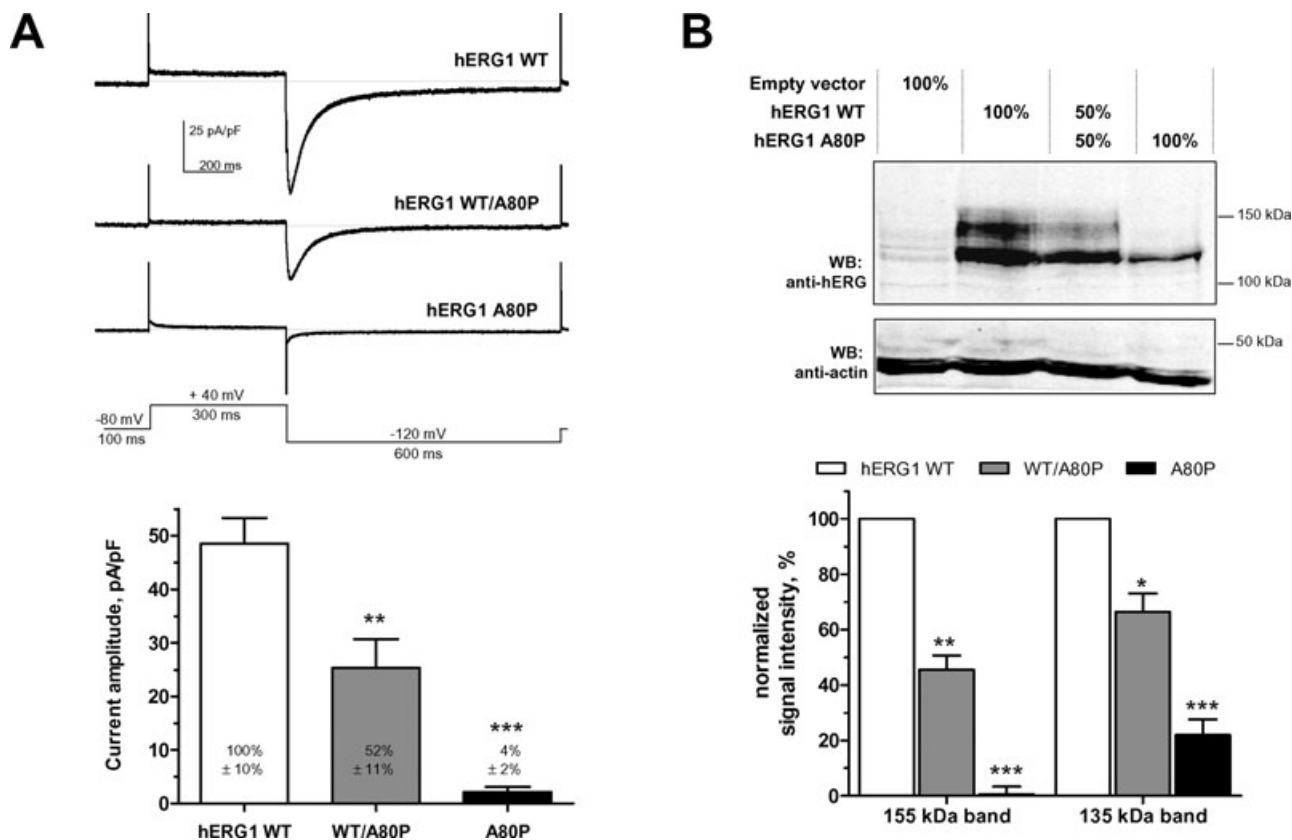 A
hERG1 WT
25 pA/pF
200 ms
hERG1 WT/A80P
hERG1 A80P
+ 40 mV
-80 mV
300 ms
100 ms
-120 mV
600 ms
Current amplitude, pA/pF
50
40
30
20
10
0
**
***
100%
± 10%
52%
± 11%
4%
± 2%
hERG1 WT
WT/A80P
A80P
B
Empty vector 100%
hERG1 WT 100% 50%
hERG1 A80P 50% 100%
150 kDa
WB:
anti-hERG
100 kDa
50 kDa
WB:
anti-actin
hERG1 WT WT/A80P A80P
normalized
signal intensity, %
100
80
60
40
20
0
**
***
*
***
155 kDa band
135 kDa band